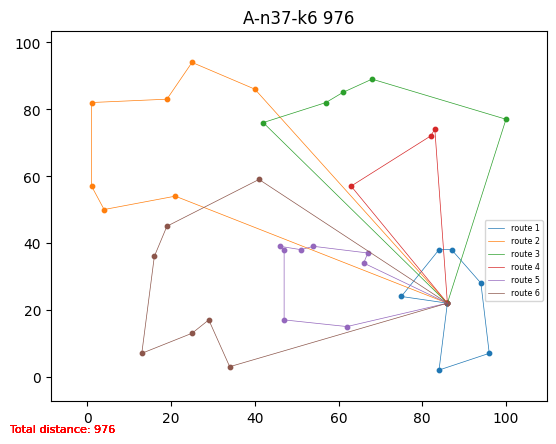 A-n37-k6 976
100
80
60
40
20
0
route 1
route 2
route 3
route 4
route 5
route 6
0 20 40 60 80 100
Total distance: 976